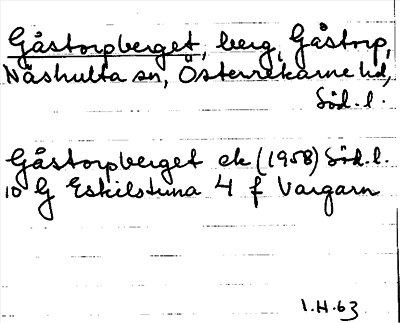 Gåstorpberget, berg, Gåstorp,
Näshulta sn, Österrekarne hd,
Söd. l.
Gåstorpberget ek (1958) Söd. l.
10 G Eskilstuna 4 f Vargarn
I.H. 63